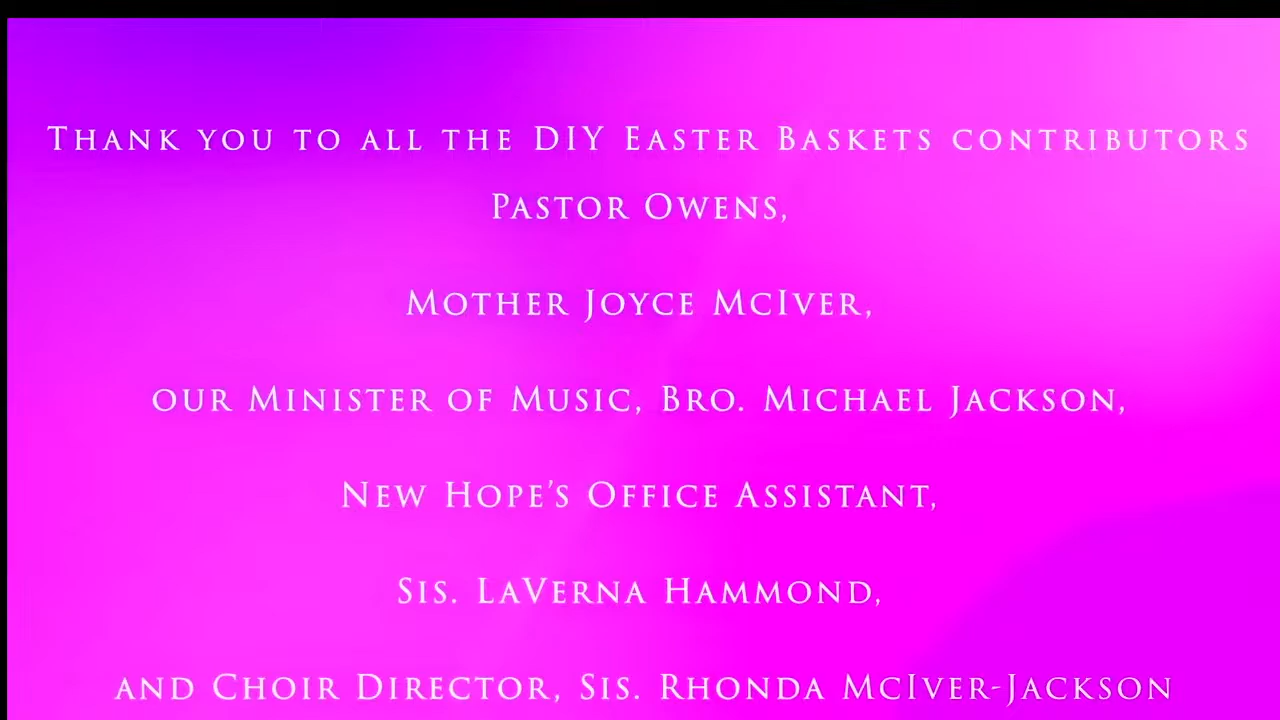 Thank you to all the DIY Easter Baskets contributors
Pastor Owens,
Mother Joyce McIver,
our Minister of Music, Bro. Michael Jackson,
New Hope’s Office Assistant,
Sis. LaVerna Hammond,
and Choir Director, Sis. Rhonda McIver-Jackson